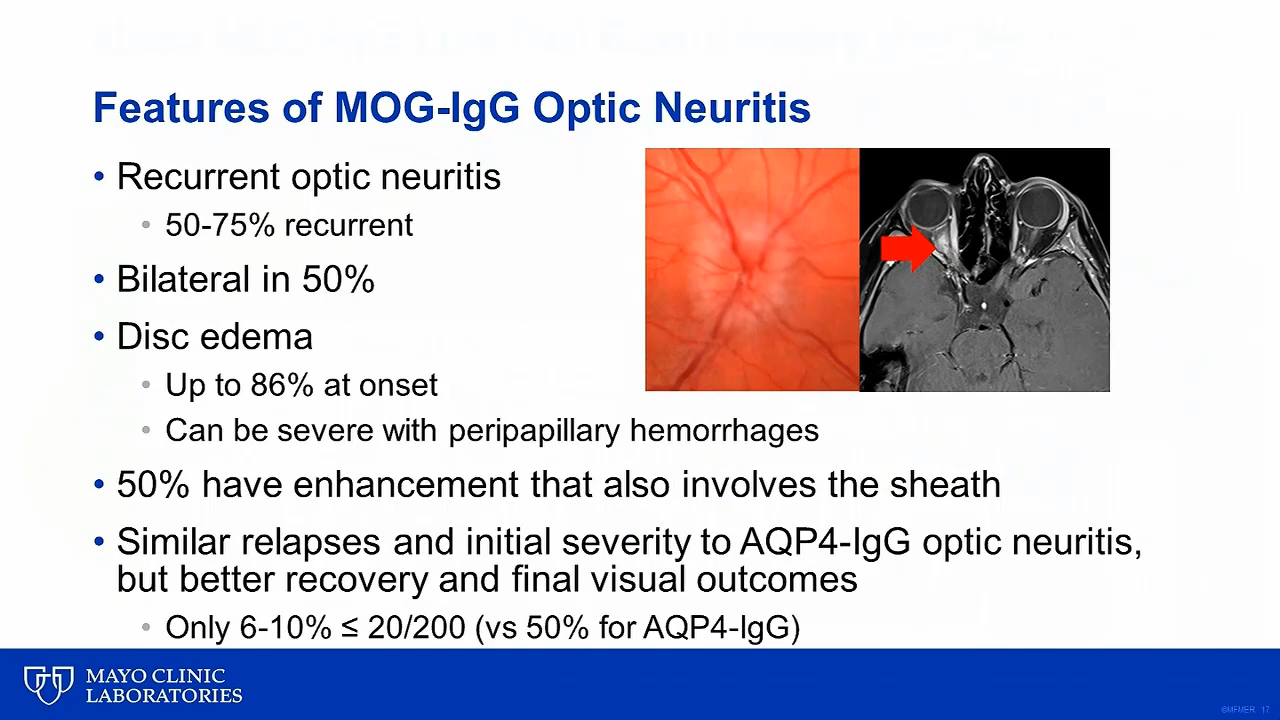 Features of MOG-IgG Optic Neuritis
• Recurrent optic neuritis
• 50-75% recurrent
• Bilateral in 50%
• Disc edema
• Up to 86% at onset
• Can be severe with peripapillary hemorrhages
• 50% have enhancement that also involves the sheath
• Similar relapses and initial severity to AQP4-IgG optic neuritis,
but better recovery and final visual outcomes
• Only 6-10% ≤ 20/200 (vs 50% for AQP4-IgG)
MAYO CLINIC
LABORATORIES
©MFMER 17